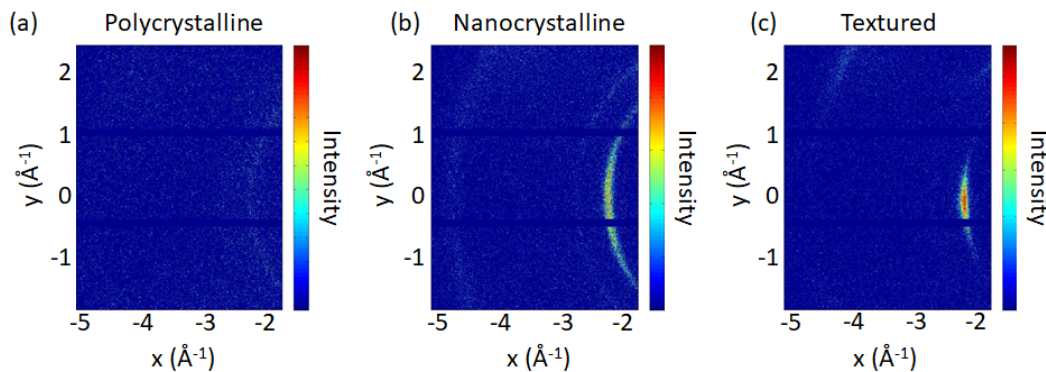 (a) Polycrystalline
(b) Nanocrystalline
(c) Textured
2
1
0
-1
y (Å⁻¹)
-5 -4 -3 -2
x (Å⁻¹)
Intensity
2
1
0
-1
y (Å⁻¹)
-5 -4 -3 -2
x (Å⁻¹)
Intensity
2
1
0
-1
y (Å⁻¹)
-5 -4 -3 -2
x (Å⁻¹)
Intensity